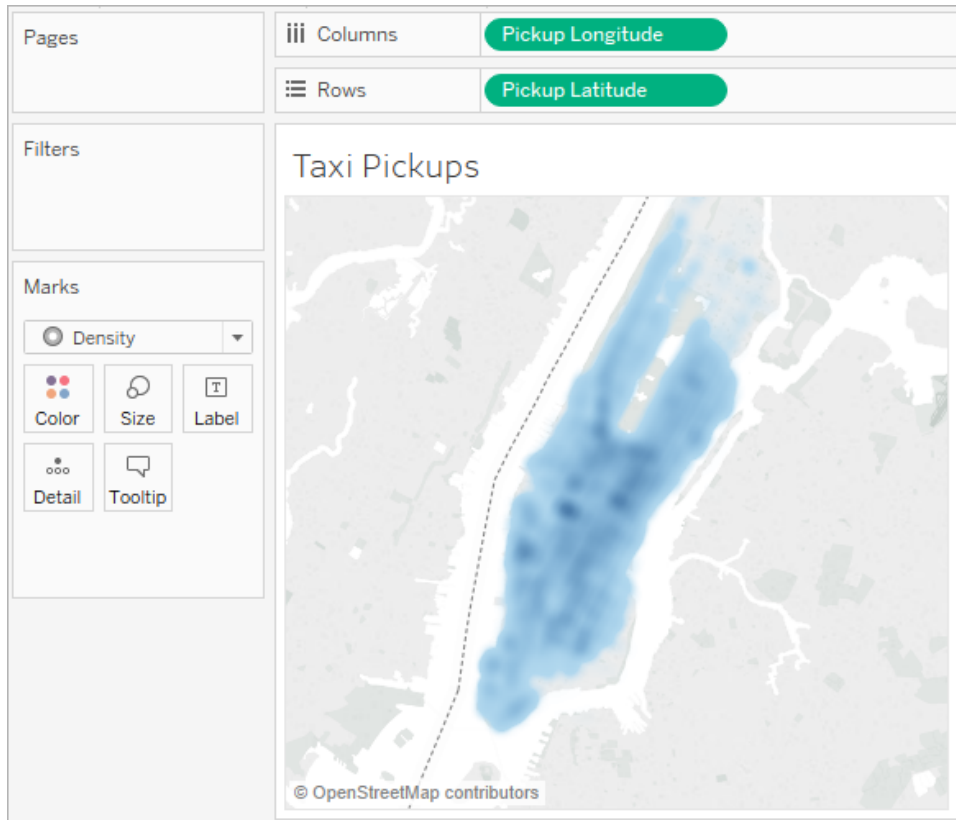 Pages
Columns
Pickup Longitude
Rows
Pickup Latitude
Filters
Taxi Pickups
Marks
Density
Color
Size
T
Label
Detail
Tooltip
© OpenStreetMap contributors